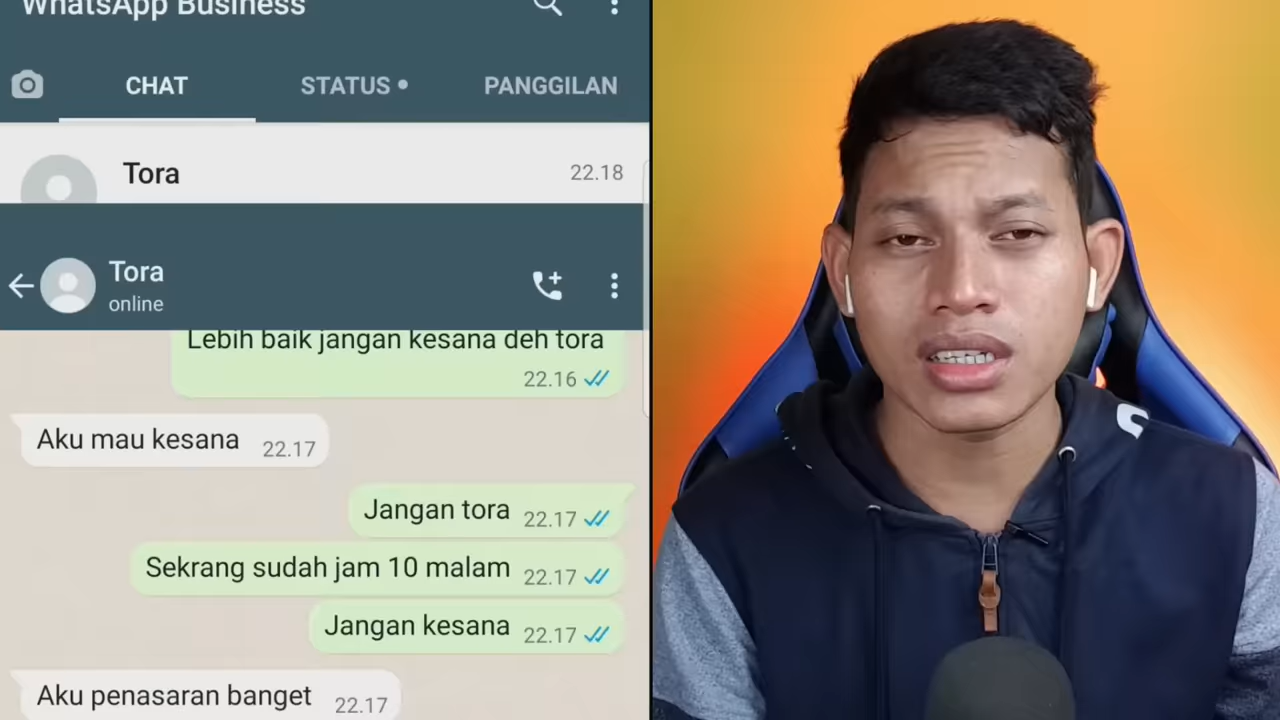 WhatsApp Business
CHAT STATUS PANGGILAN
Tora 22.18
Tora
online
Lebih baik jangan kesana deh tora
22.16
Aku mau kesana 22.17
Jangan tora 22.17
Sekrang sudah jam 10 malam 22.17
Jangan kesana 22.17
Aku penasaran banget 22.17